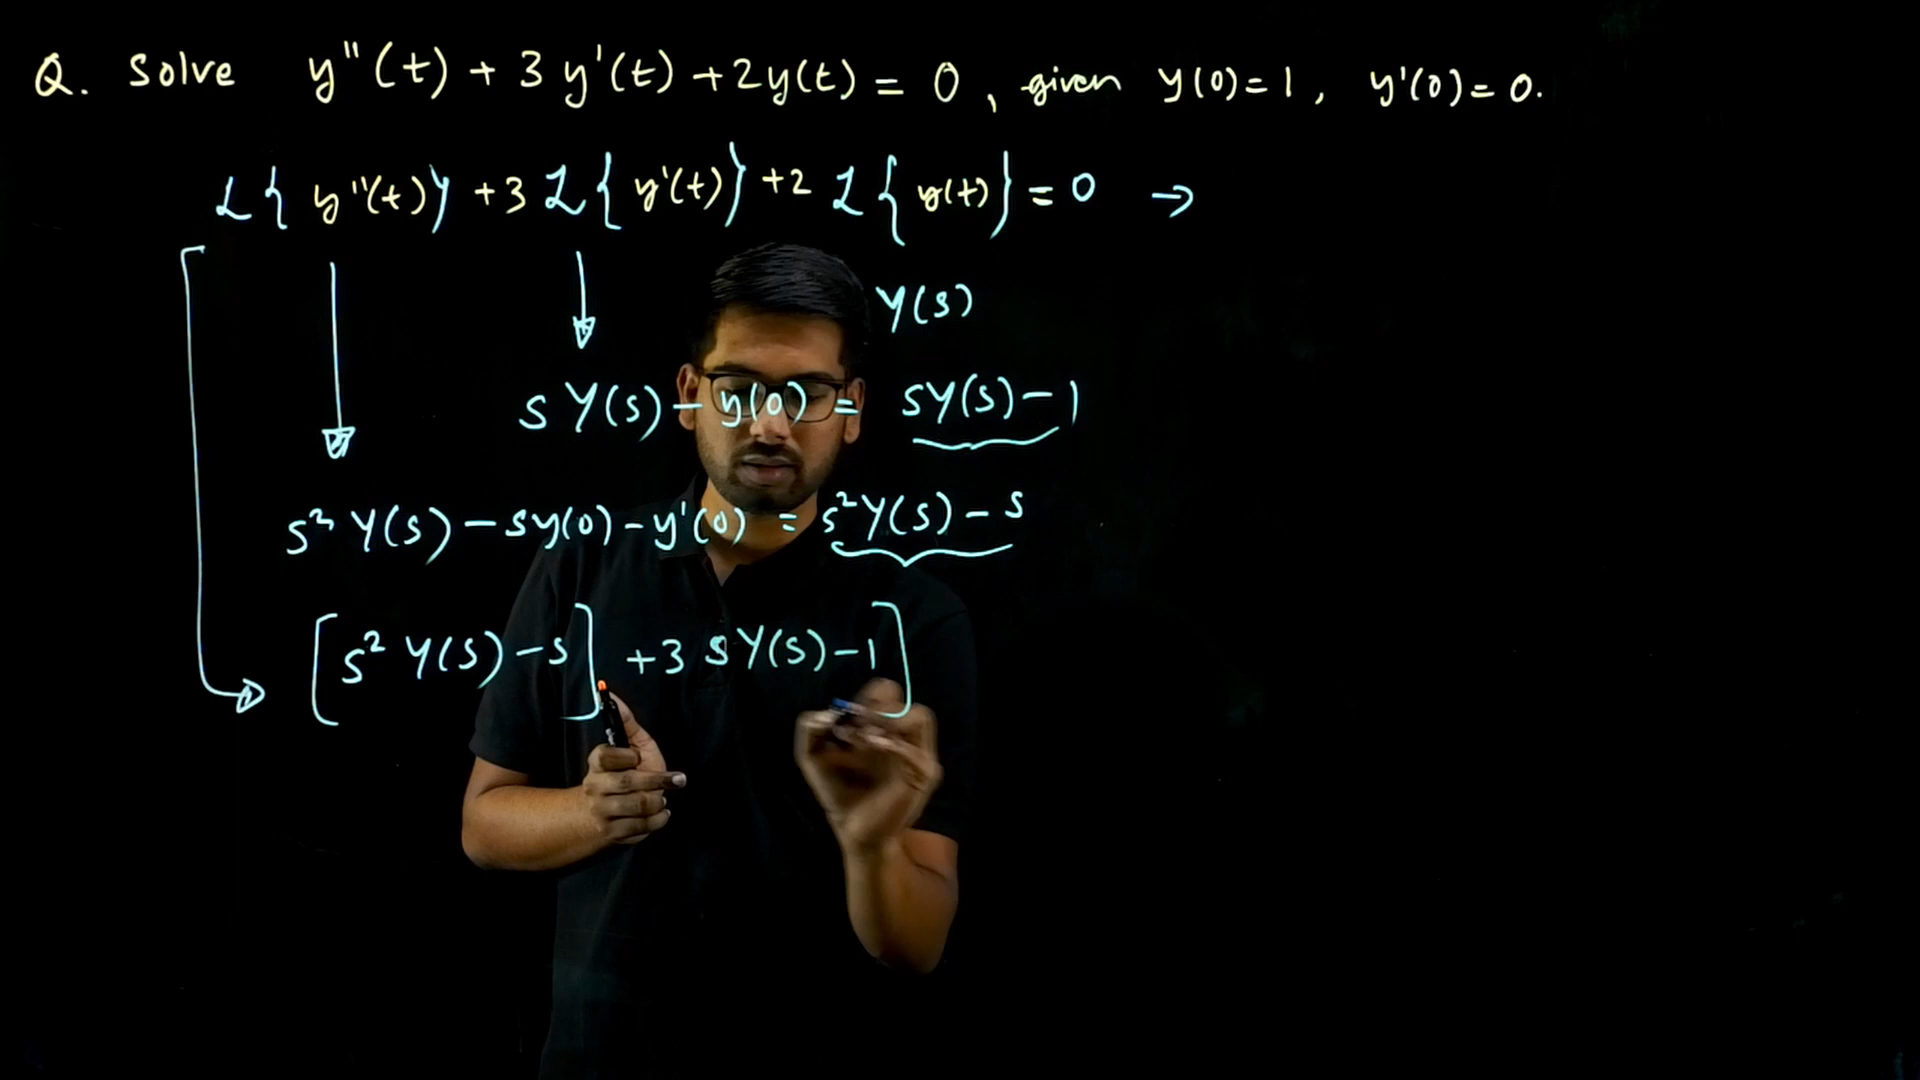 Q. Solve y"(t) + 3 y'(t) + 2y(t) = 0, given y(0) = 1, y'(0) = 0.
L{ y"(t)} + 3 L{ y'(t)} + 2 L{ y(t)} = 0 →
Y(s)
s Y(s) - y(0) = sY(s) - 1
s² Y(s) - sy(0) - y'(0) = s²Y(s) - s
[s² Y(s) - s] + 3 sY(s) - 1]